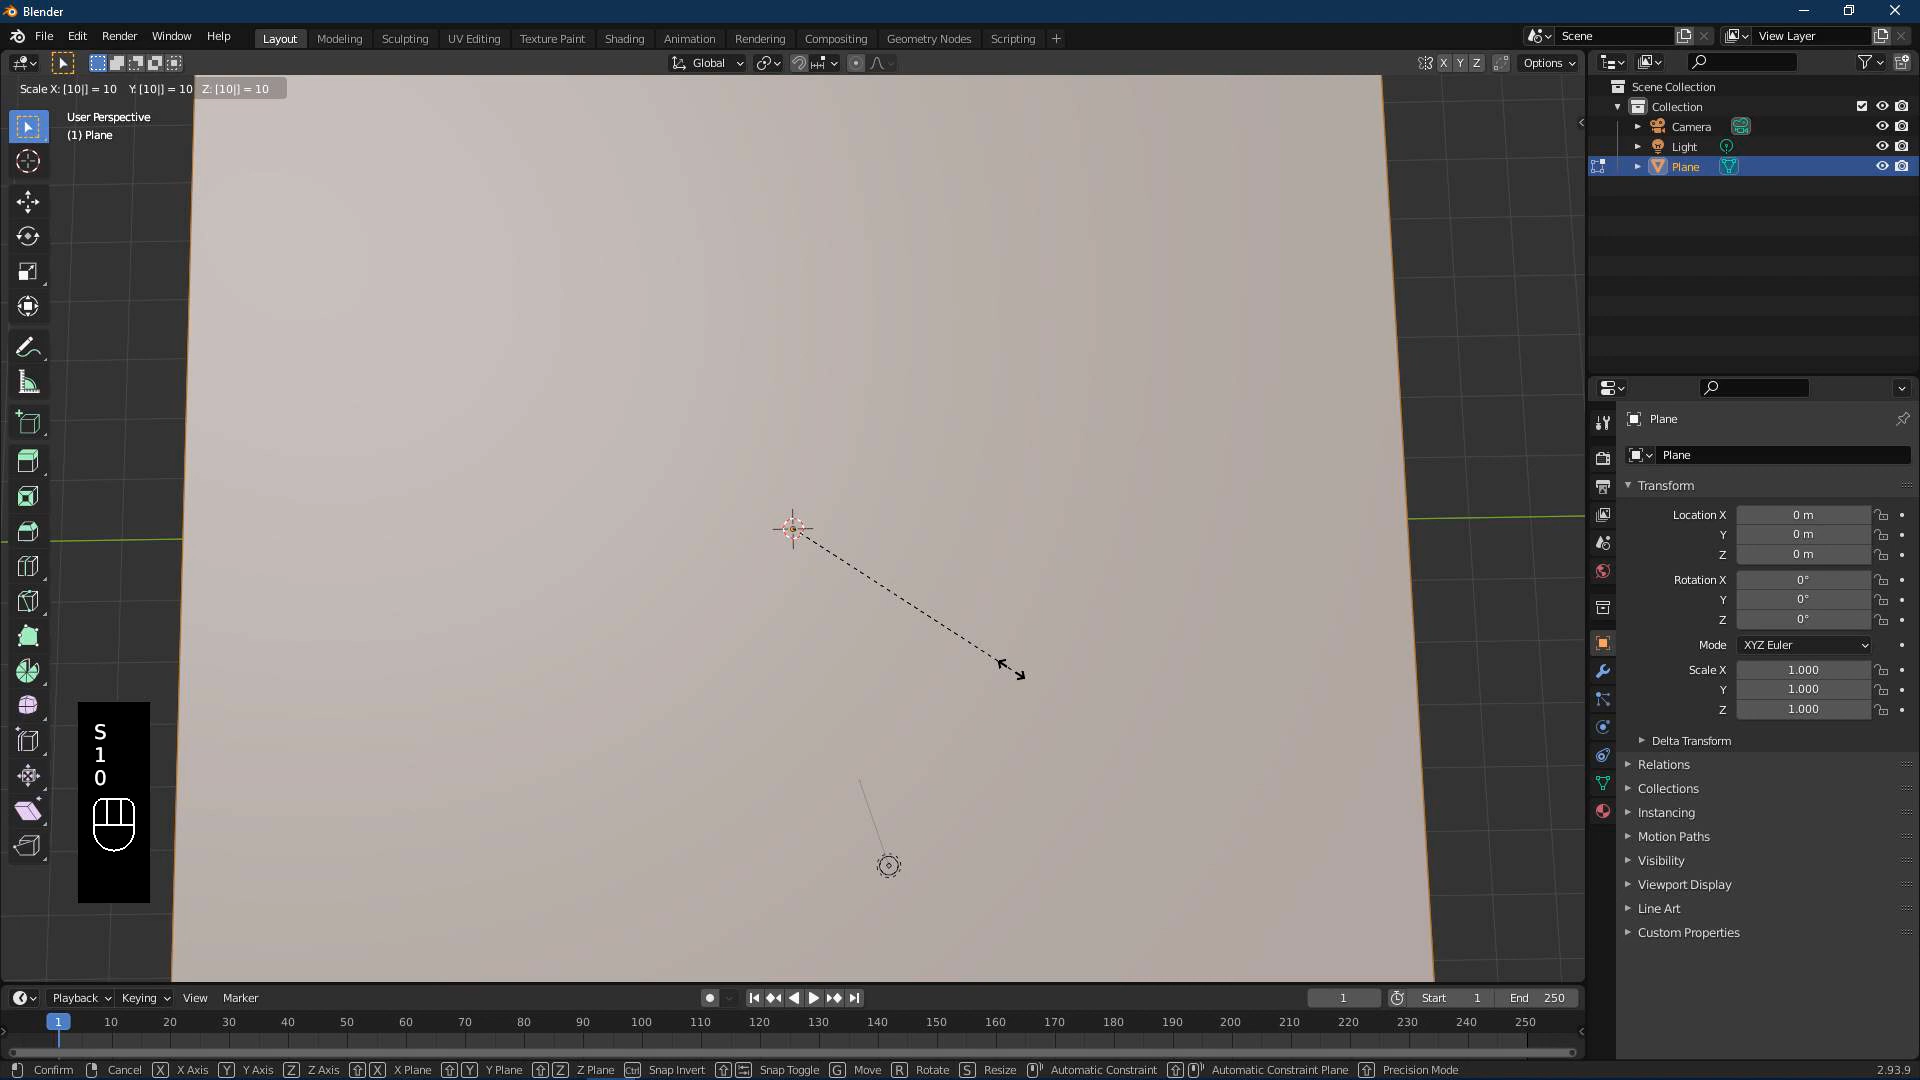 Blender
File Edit Render Window Help Layout Modeling Sculpting UV Editing Texture Paint Shading Animation Rendering Compositing Geometry Nodes Scripting + Scene View Layer
Global X Y Z Options
Scale X: [10|] = 10 Y: [10|] = 10 Z: [10|] = 10
User Perspective
(1) Plane
S
1
0
Scene Collection
Collection
Camera
Light
Plane
Plane
Plane
Transform
Location X 0 m
Y 0 m
Z 0 m
Rotation X 0°
Y 0°
Z 0°
Mode XYZ Euler
Scale X 1.000
Y 1.000
Z 1.000
Delta Transform
Relations
Collections
Instancing
Motion Paths
Visibility
Viewport Display
Line Art
Custom Properties
Playback Keying View Marker 1 Start 1 End 250
1 10 20 30 40 50 60 70 80 90 100 110 120 130 140 150 160 170 180 190 200 210 220 230 240 250
Confirm Cancel X X Axis Y Y Axis Z Z Axis X X Plane Y Y Plane Z Z Plane Ctrl Snap Invert Snap Toggle G Move R Rotate S Resize Automatic Constraint Automatic Constraint Plane Precision Mode 2.93.9